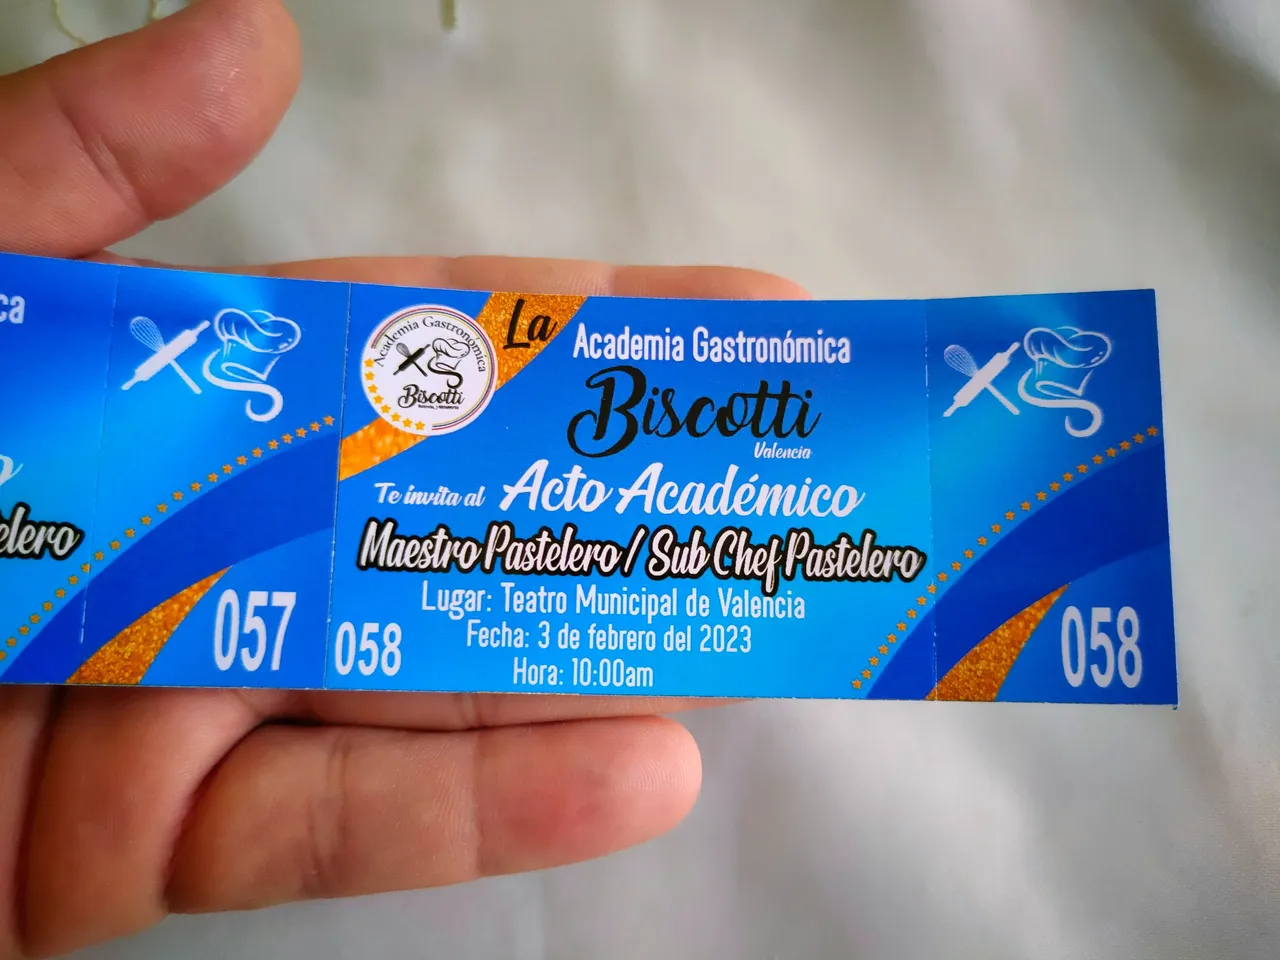 ca
elero
057
Academia Gastronómica
Biscotti
La
Academia Gastronómica
Biscotti
Valencia
Te invita al Acto Académico
Maestro Pastelero / Sub Chef Pastelero
Lugar: Teatro Municipal de Valencia
Fecha: 3 de febrero del 2023
Hora: 10:00am
058
058